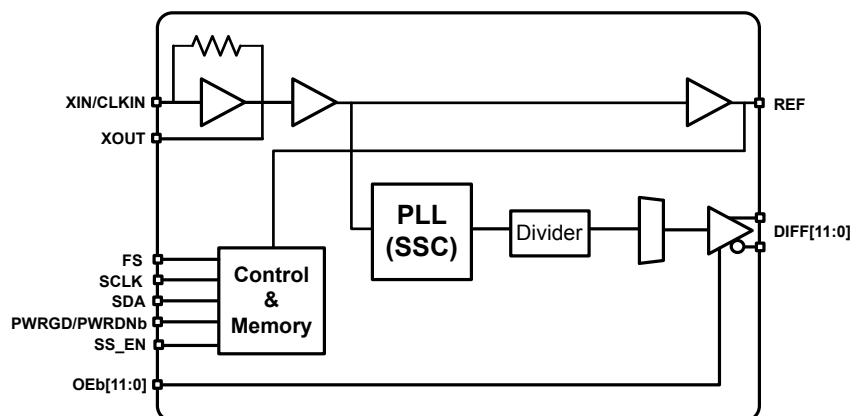 XIN/CLKIN
XOUT
REF
PLL
(SSC)
Divider
DIFF[11:0]
FS
SCLK
SDA
PWRGD/PWRDNb
SS_EN
Control
&
Memory
OEb[11:0]